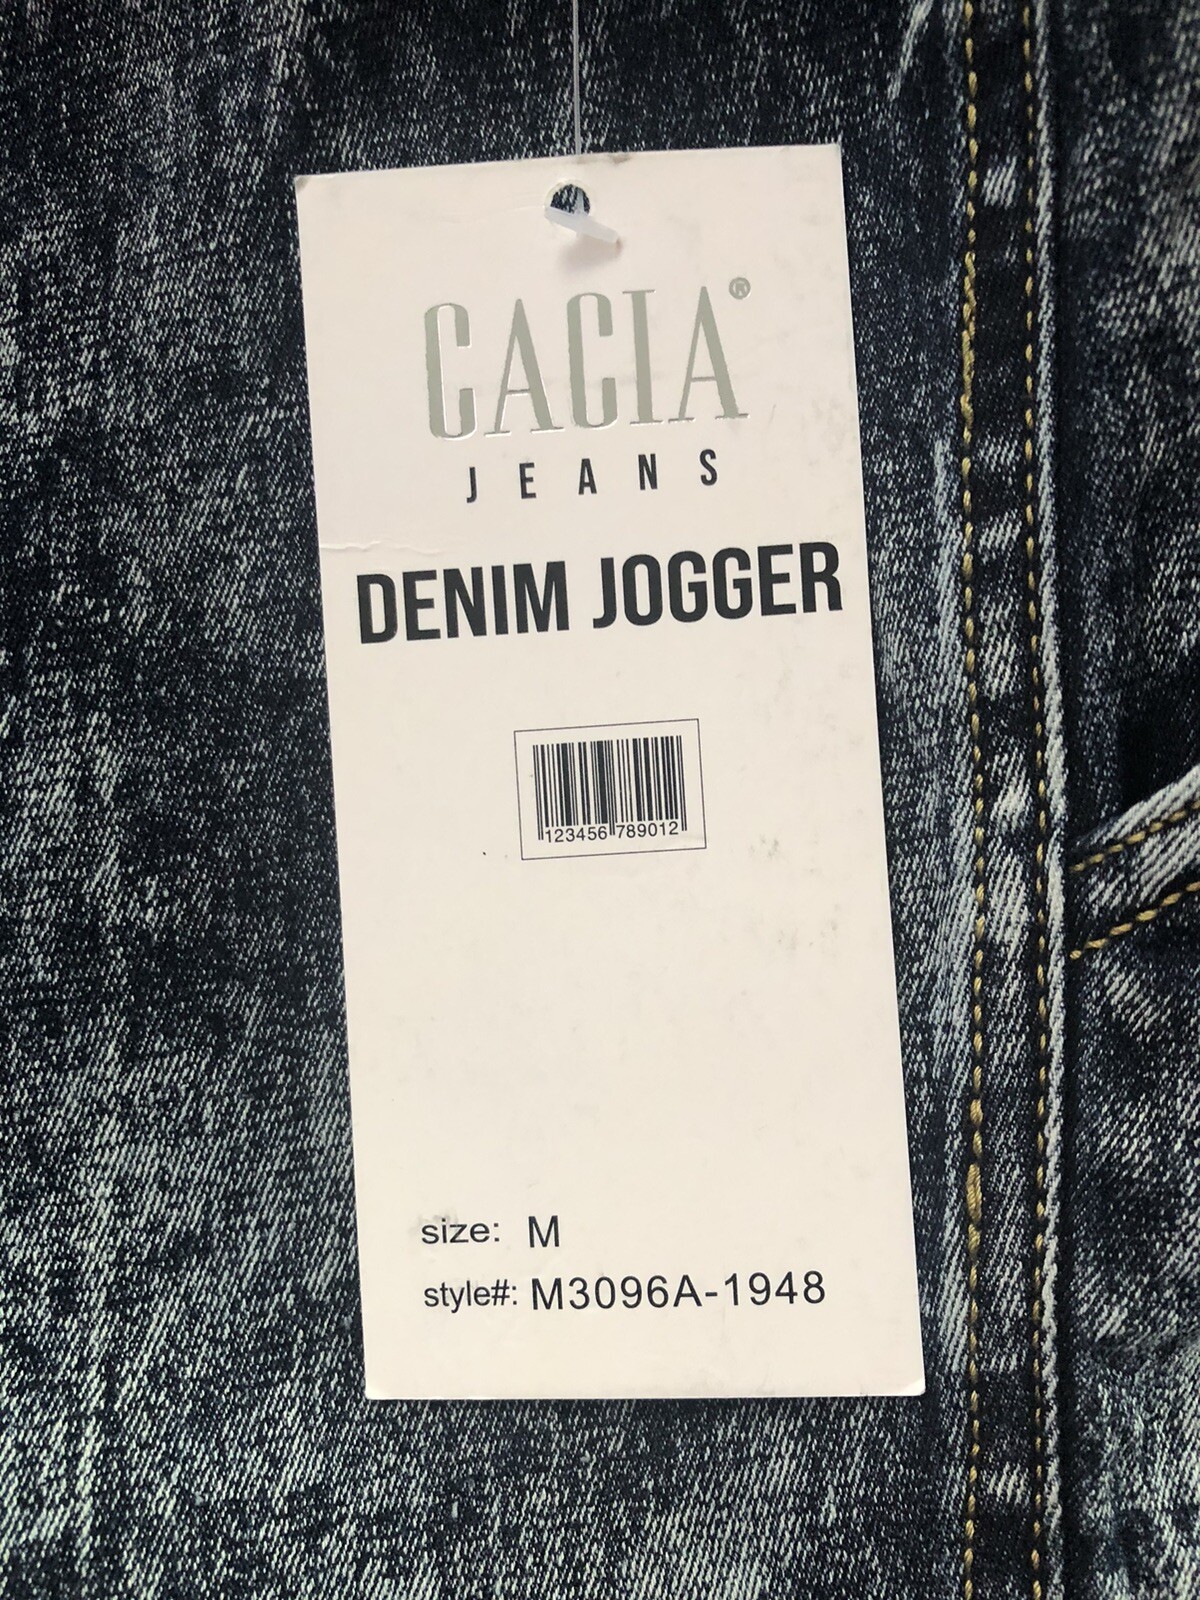 CACIA®
JEANS
DENIM JOGGER
123456 789012
size: M
style#: M3096A-1948